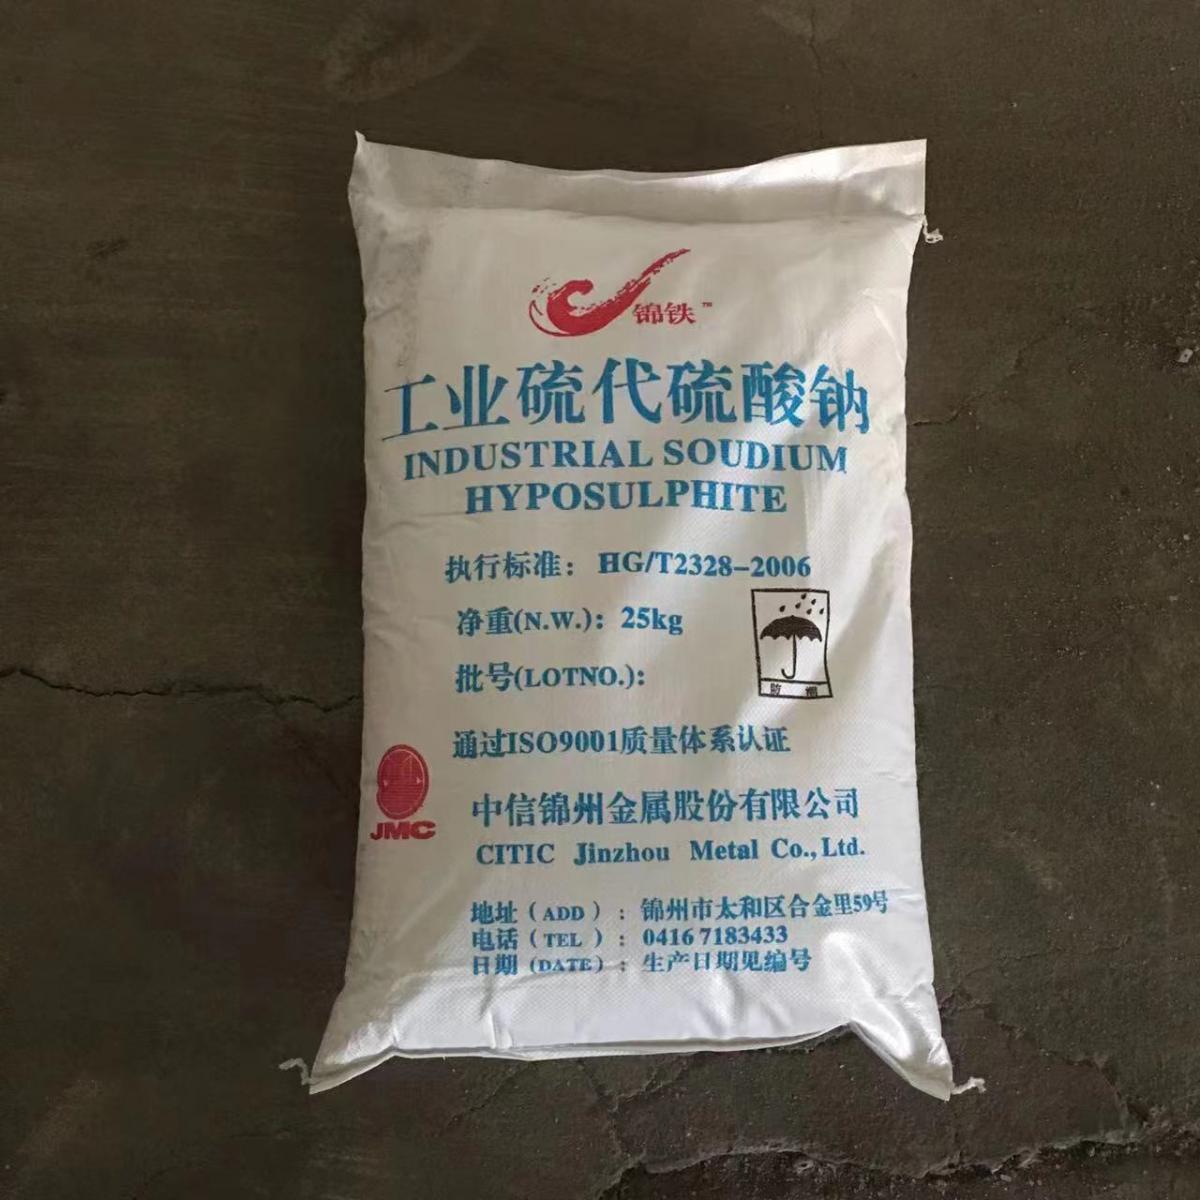 锦铁™
工业硫代硫酸钠
INDUSTRIAL SOUDIUM
HYPOSULPHITE
执行标准：HG/T2328-2006
净重(N.W.)：25kg
批号(LOTNO.)：
防潮
通过ISO9001质量体系认证
JMC
中信锦州金属股份有限公司
CITIC Jinzhou Metal Co., Ltd.
地址（ADD）：锦州市太和区合金里59号
电话（TEL）：0416 7183433
日期（DATE）：生产日期见编号